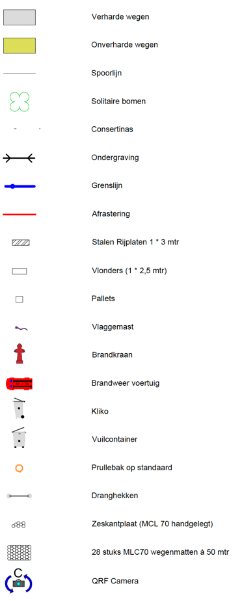 Verharde wegen
Onverharde wegen
Spoorlijn
Solitaire bomen
Consertinas
Ondergraving
Grenslijn
Afrastering
Stalen Rijplaten 1 * 3 mtr
Vlonders (1 * 2,5 mtr)
Pallets
Vlaggemast
Brandkraan
Brandweer voertuig
Kliko
Vuilcontainer
Prullebak op standaard
Dranghekken
Zeskantplaat (MCL 70 handgelegt)
28 stuks MLC70 wegenmatten á 50 mtr
C
QRF Camera